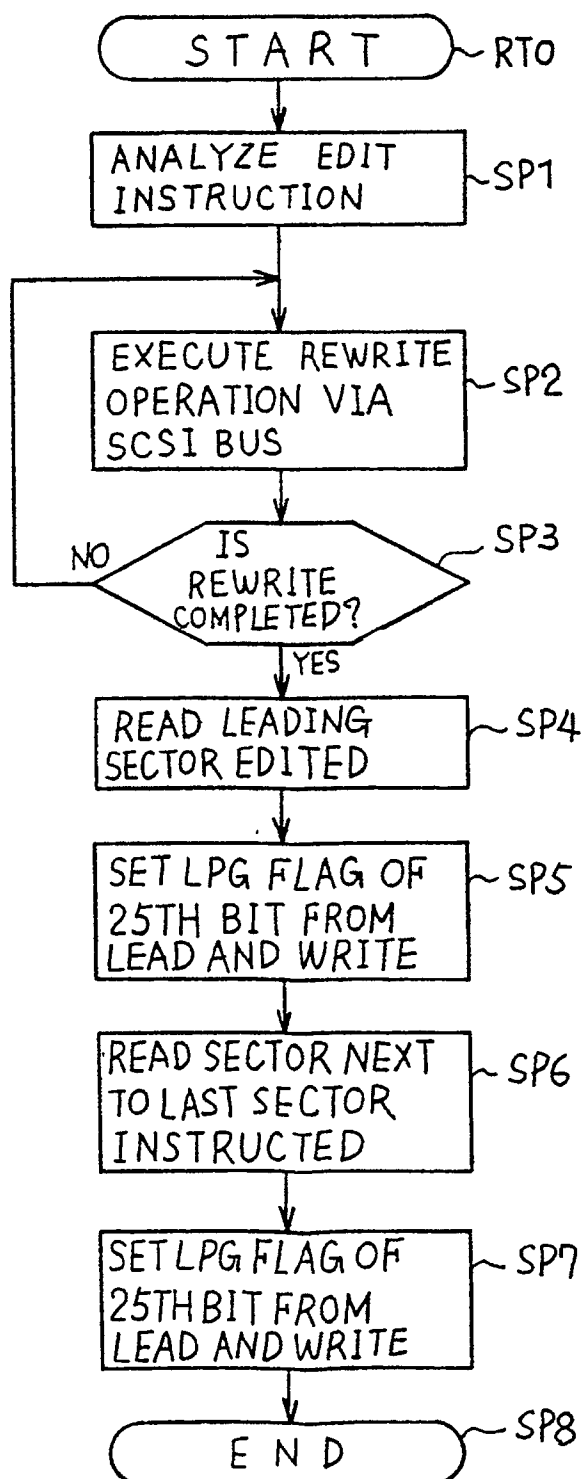 START
RT0
ANALYZE EDIT
INSTRUCTION
SP1
EXECUTE REWRITE
OPERATION VIA
SCSI BUS
SP2
NO
IS
REWRITE
COMPLETED?
SP3
YES
READ LEADING
SECTOR EDITED
SP4
SET LPG FLAG OF
25TH BIT FROM
LEAD AND WRITE
SP5
READ SECTOR NEXT
TO LAST SECTOR
INSTRUCTED
SP6
SET LPG FLAG OF
25TH BIT FROM
LEAD AND WRITE
SP7
END
SP8